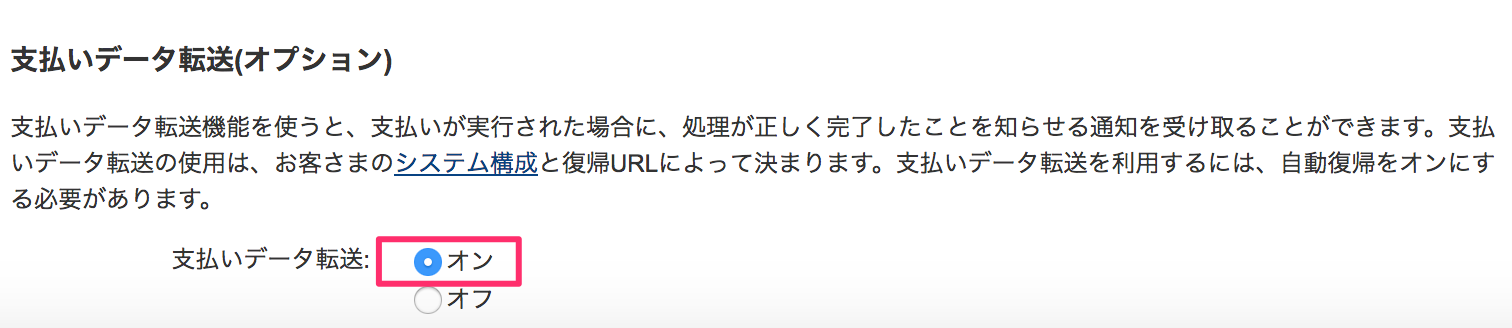 支払いデータ転送(オプション)
支払いデータ転送機能を使うと、支払いが実行された場合に、処理が正しく完了したことを知らせる通知を受け取ることができます。支払
いデータ転送の使用は、お客さまのシステム構成と復帰URLによって決まります。支払いデータ転送を利用するには、自動復帰をオンにす
る必要があります。
支払いデータ転送: オン
オフ